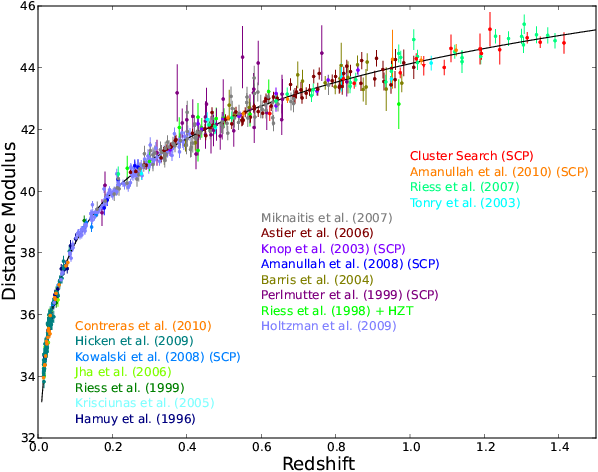 46
44
42
40
38
36
34
32
Distance Modulus
Cluster Search (SCP)
Amanullah et al. (2010) (SCP)
Riess et al. (2007)
Tonry et al. (2003)
Miknaitis et al. (2007)
Astier et al. (2006)
Knop et al. (2003) (SCP)
Amanullah et al. (2008) (SCP)
Barris et al. (2004)
Perlmutter et al. (1999) (SCP)
Riess et al. (1998) + HZT
Holtzman et al. (2009)
Contreras et al. (2010)
Hicken et al. (2009)
Kowalski et al. (2008) (SCP)
Jha et al. (2006)
Riess et al. (1999)
Krisciunas et al. (2005)
Hamuy et al. (1996)
0.0 0.2 0.4 0.6 0.8 1.0 1.2 1.4
Redshift